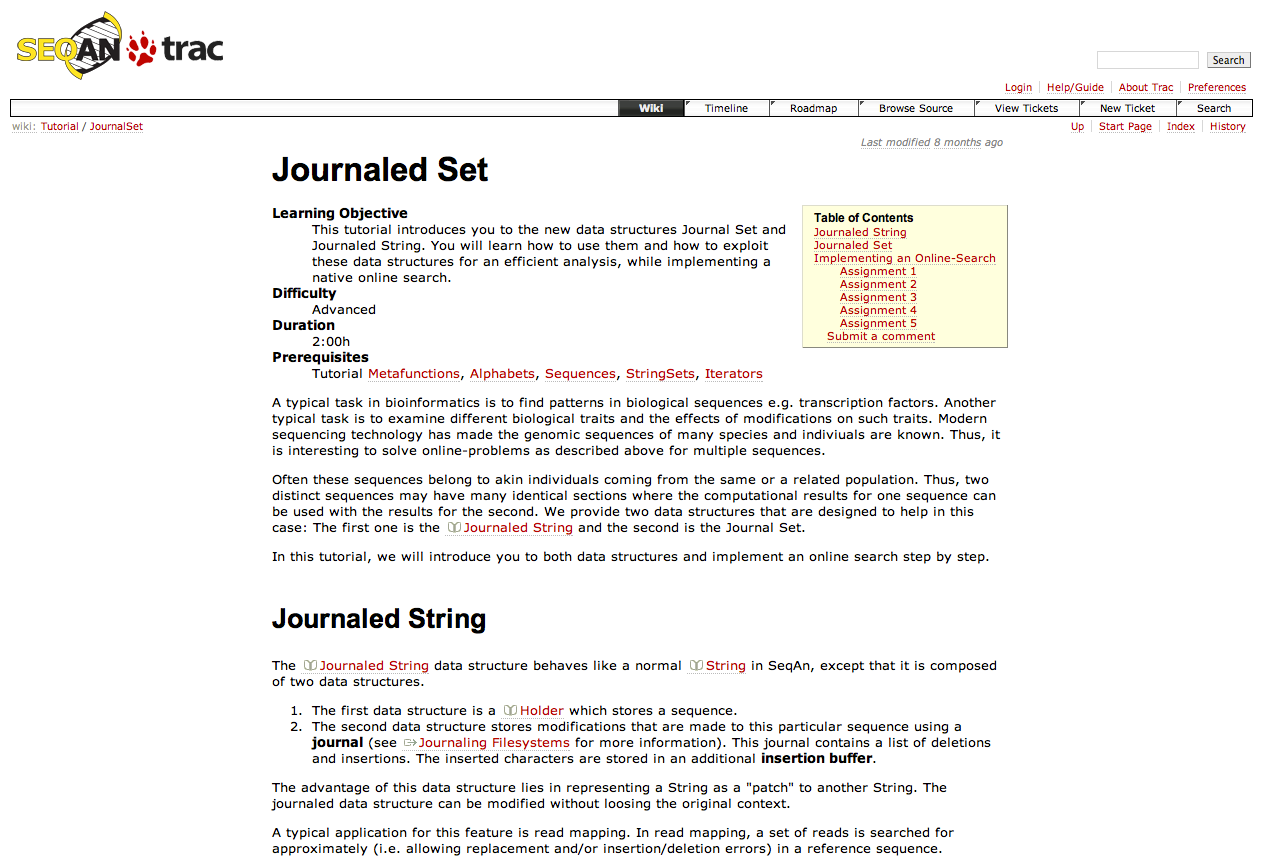 SEQAN trac
Search
Login Help/Guide About Trac Preferences
Wiki Timeline Roadmap Browse Source View Tickets New Ticket Search
wiki: Tutorial / JournalSet
Up Start Page Index History
Last modified 8 months ago
Journaled Set
Learning Objective
This tutorial introduces you to the new data structures Journal Set and
Journaled String. You will learn how to use them and how to exploit
these data structures for an efficient analysis, while implementing a
native online search.
Difficulty
Advanced
Duration
2:00h
Prerequisites
Tutorial Metafunctions, Alphabets, Sequences, StringSets, Iterators
Table of Contents
Journaled String
Journaled Set
Implementing an Online-Search
Assignment 1
Assignment 2
Assignment 3
Assignment 4
Assignment 5
Submit a comment
A typical task in bioinformatics is to find patterns in biological sequences e.g. transcription factors. Another
typical task is to examine different biological traits and the effects of modifications on such traits. Modern
sequencing technology has made the genomic sequences of many species and indiviuals are known. Thus, it
is interesting to solve online-problems as described above for multiple sequences.
Often these sequences belong to akin individuals coming from the same or a related population. Thus, two
distinct sequences may have many identical sections where the computational results for one sequence can
be used with the results for the second. We provide two data structures that are designed to help in this
case: The first one is the Journaled String and the second is the Journal Set.
In this tutorial, we will introduce you to both data structures and implement an online search step by step.
Journaled String
The Journaled String data structure behaves like a normal String in SeqAn, except that it is composed
of two data structures.
1. The first data structure is a Holder which stores a sequence.
2. The second data structure stores modifications that are made to this particular sequence using a
journal (see Journaling Filesystems for more information). This journal contains a list of deletions
and insertions. The inserted characters are stored in an additional insertion buffer.
The advantage of this data structure lies in representing a String as a "patch" to another String. The
journaled data structure can be modified without loosing the original context.
A typical application for this feature is read mapping. In read mapping, a set of reads is searched for
approximately (i.e. allowing replacement and/or insertion/deletion errors) in a reference sequence.